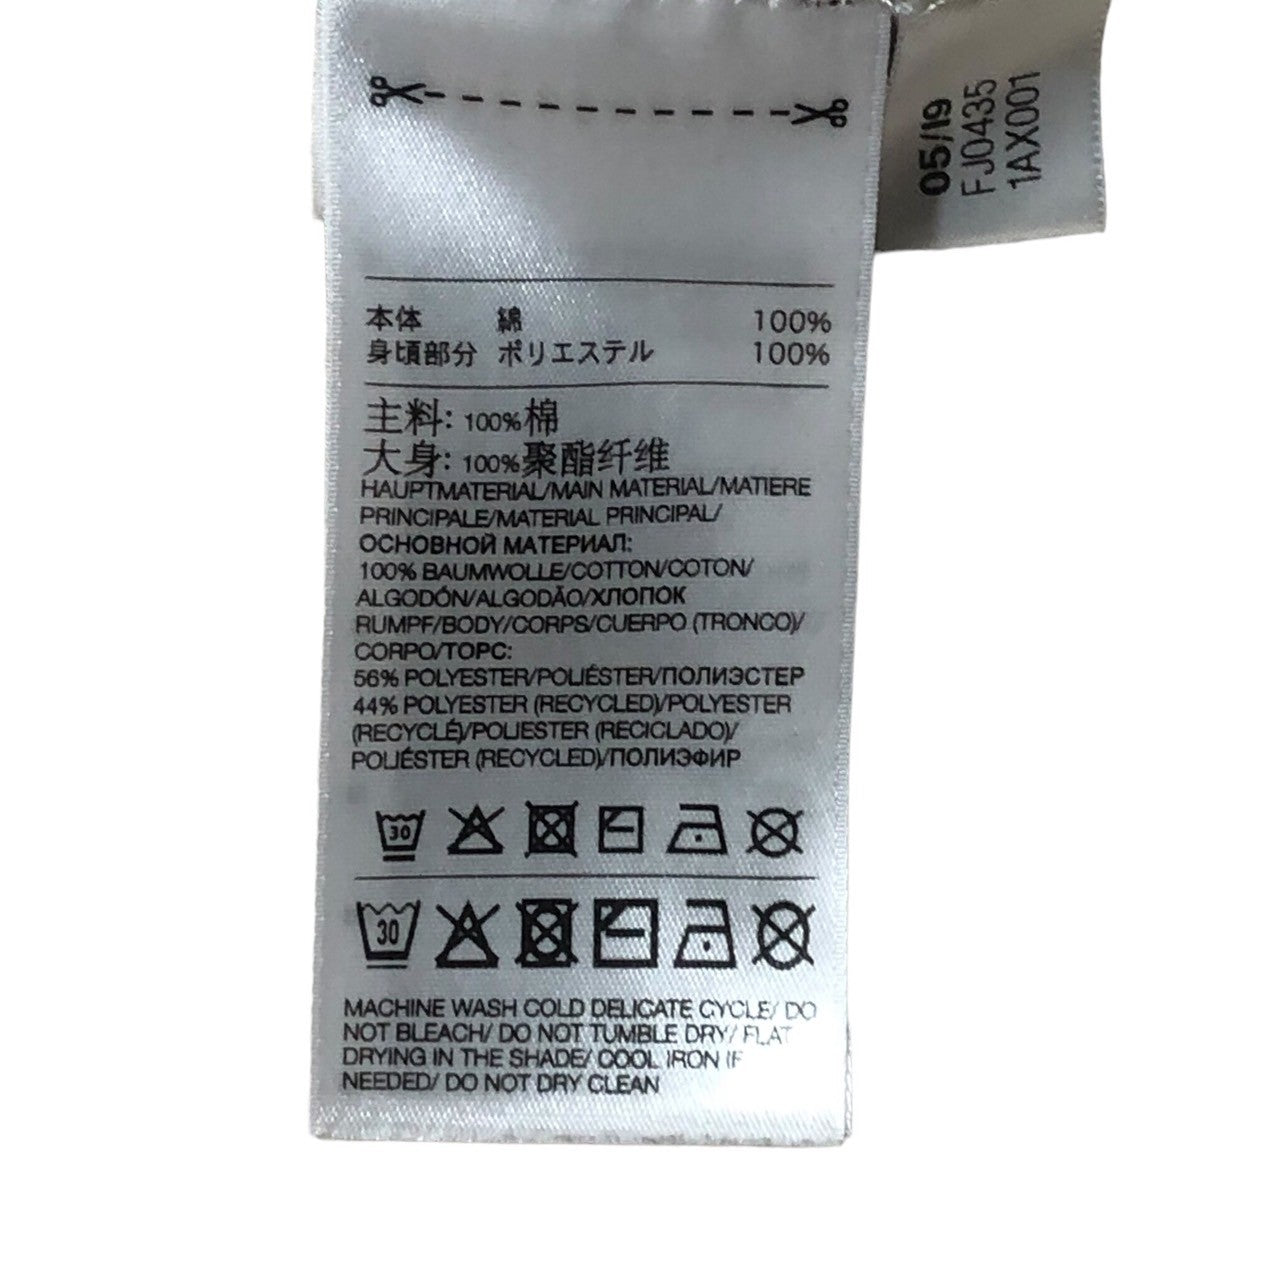 05/19
FJ0435
1AX001
本体 綿 100%
身頃部分 ポリエステル 100%
主料: 100%棉
大身: 100%聚酯纤维
HAUPTMATERIAL/MAIN MATERIAL/MATIERE
PRINCIPALE/MATERIAL PRINCIPAL/
ОСНОВНОЙ МАТЕРИАЛ:
100% BAUMWOLLE/COTTON/COTON/
ALGODÓN/ALGODÃO/ХЛОПОК
RUMPF/BODY/CORPS/CUERPO (TRONCO)/
CORPO/ТОРС:
56% POLYESTER/POLIÉSTER/ПОЛИЭСТЕР
44% POLYESTER (RECYCLED)/POLYESTER
(RECYCLÉ)/POLIESTER (RECICLADO)/
POLIÉSTER (RECYCLED)/ПОЛИЭФИР
30
30
MACHINE WASH COLD DELICATE CYCLE/ DO
NOT BLEACH/ DO NOT TUMBLE DRY/ FLAT
DRYING IN THE SHADE/ COOL IRON IF
NEEDED/ DO NOT DRY CLEAN